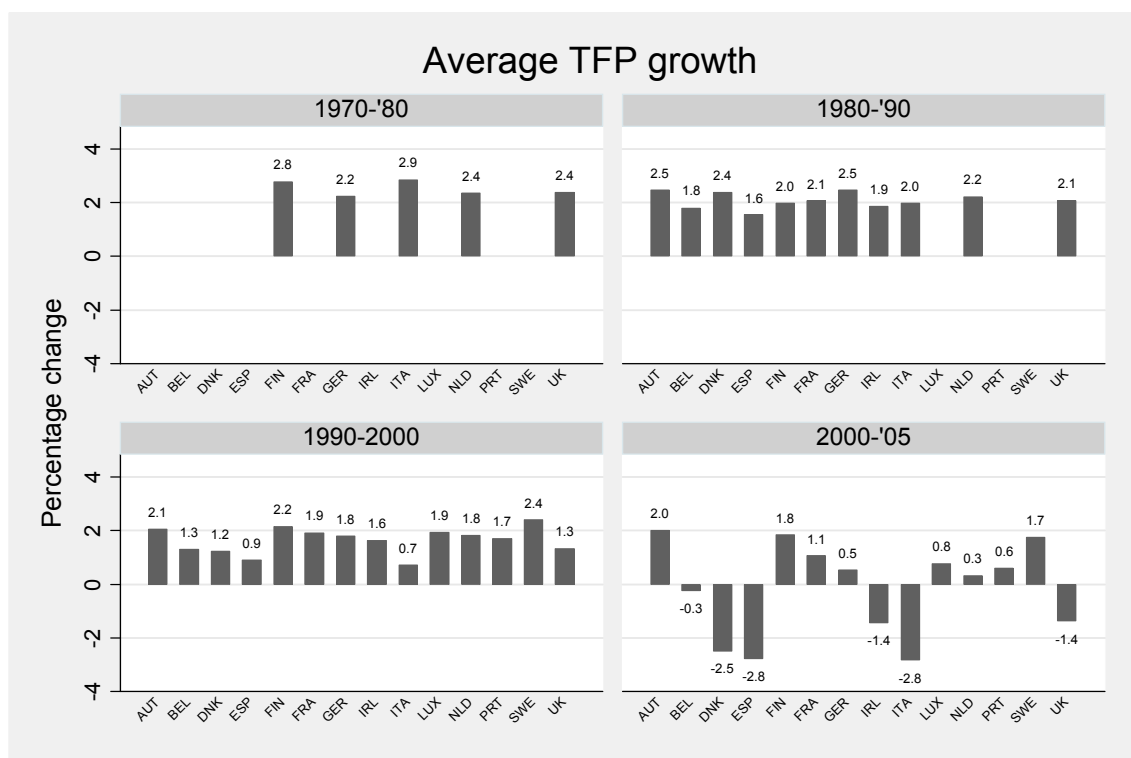 Average TFP growth
Percentage change
1970-'80
4
2
0
-2
-4
2.8 2.2 2.9 2.4 2.4
AUT BEL DNK ESP FIN FRA GER IRL ITA LUX NLD PRT SWE UK
1980-'90
2.5 1.8 2.4 1.6 2.0 2.1 2.5 1.9 2.0 2.2 2.1
AUT BEL DNK ESP FIN FRA GER IRL ITA LUX NLD PRT SWE UK
1990-2000
4
2
0
-2
-4
2.1 1.3 1.2 0.9 2.2 1.9 1.8 1.6 0.7 1.9 1.8 1.7 2.4 1.3
AUT BEL DNK ESP FIN FRA GER IRL ITA LUX NLD PRT SWE UK
2000-'05
2.0 -0.3 -2.5 -2.8 1.8 1.1 0.5 -1.4 -2.8 0.8 0.3 0.6 1.7 -1.4
AUT BEL DNK ESP FIN FRA GER IRL ITA LUX NLD PRT SWE UK